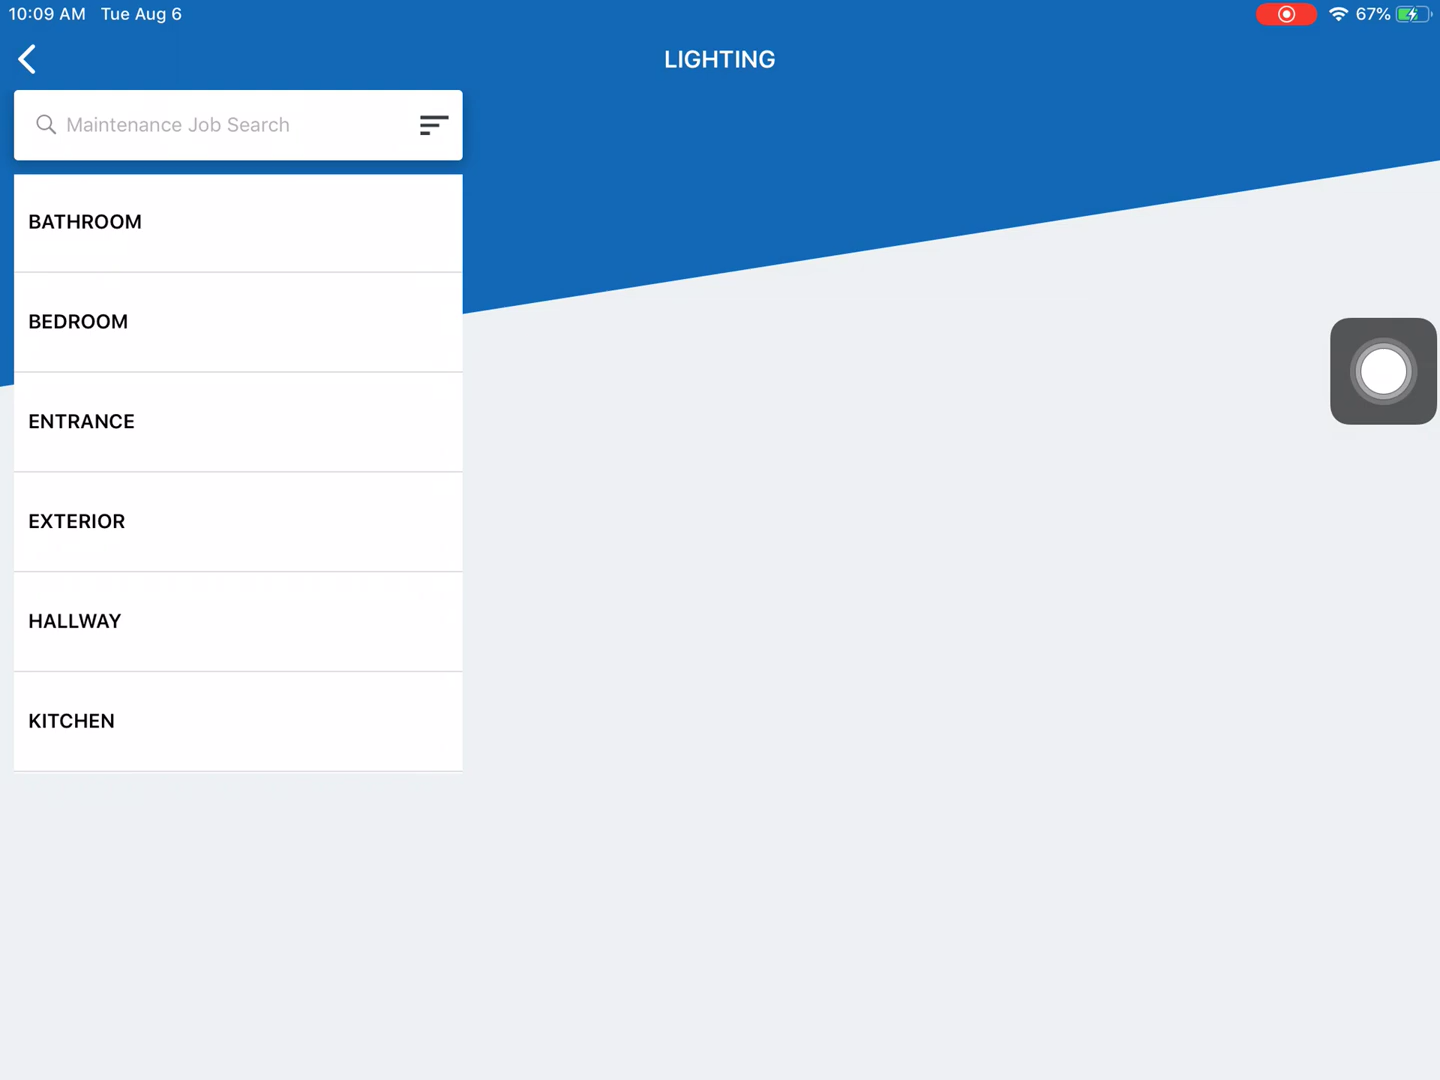 10:09 AM Tue Aug 6
67%
LIGHTING
Maintenance Job Search
BATHROOM
BEDROOM
ENTRANCE
EXTERIOR
HALLWAY
KITCHEN